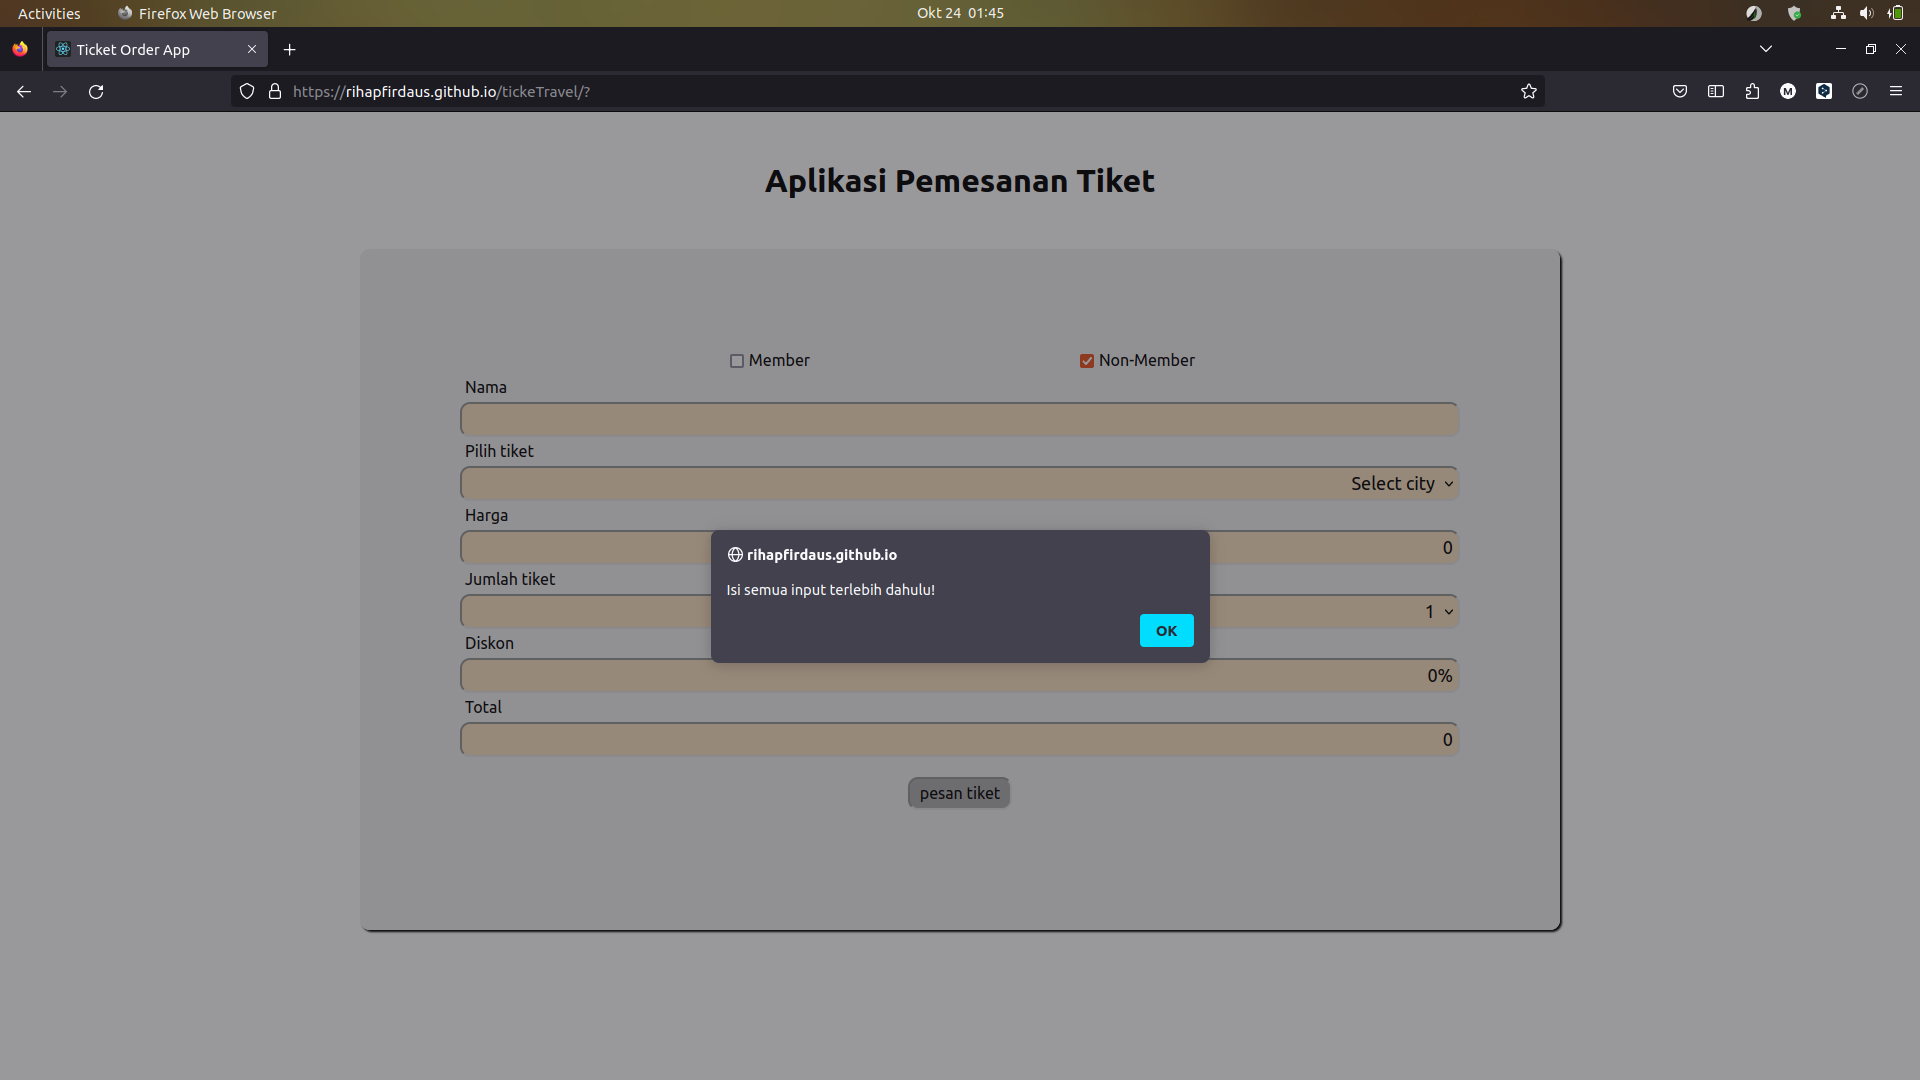 Activities
Firefox Web Browser
Okt 24 01:45
Ticket Order App
https://rihapfirdaus.github.io/tickeTravel/?
M
Aplikasi Pemesanan Tiket
Member
Non-Member
Nama
Pilih tiket
Select city
Harga
0
rihapfirdaus.github.io
Isi semua input terlebih dahulu!
OK
Jumlah tiket
1
Diskon
0%
Total
0
pesan tiket